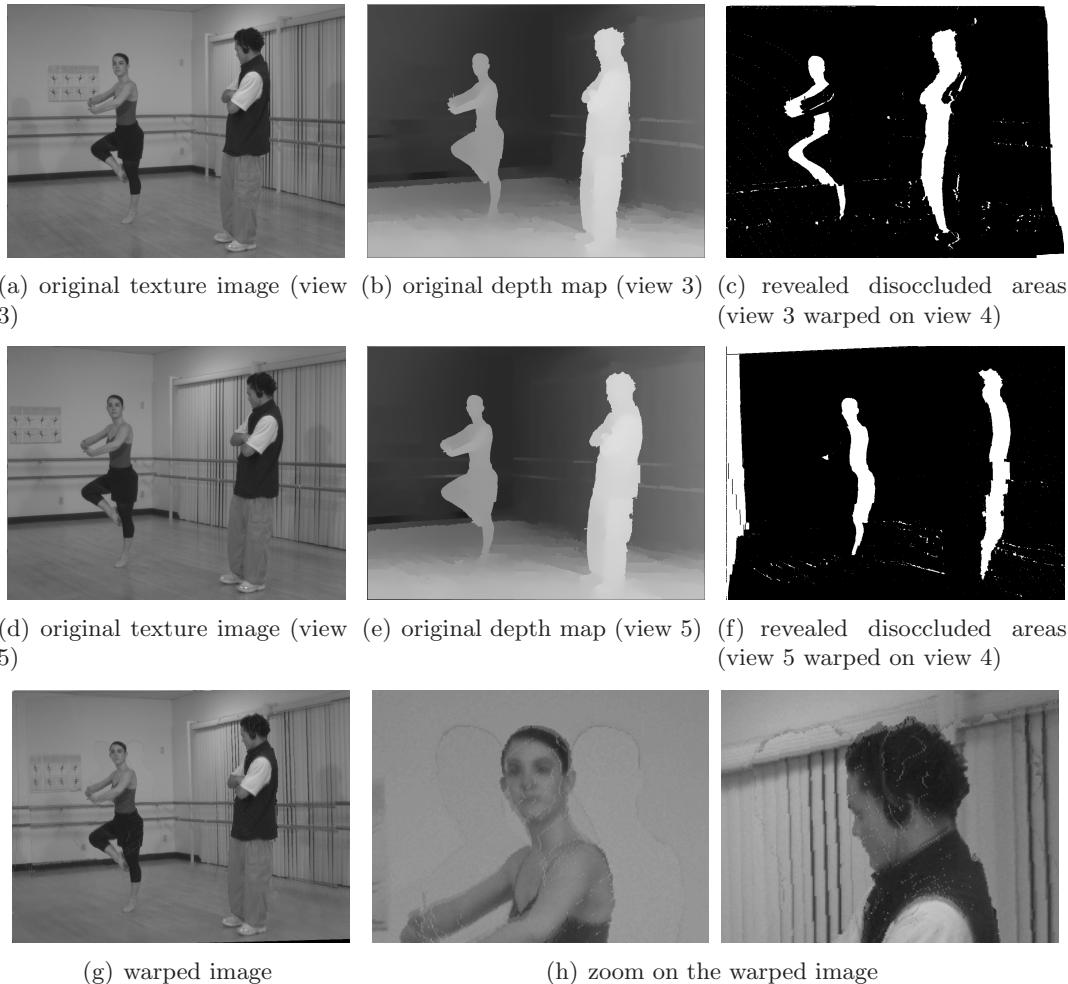 (a) original texture image (view
3)
(b) original depth map (view 3)
(c) revealed disoccluded areas
(view 3 warped on view 4)
(d) original texture image (view
5)
(e) original depth map (view 5)
(f) revealed disoccluded areas
(view 5 warped on view 4)
(g) warped image
(h) zoom on the warped image